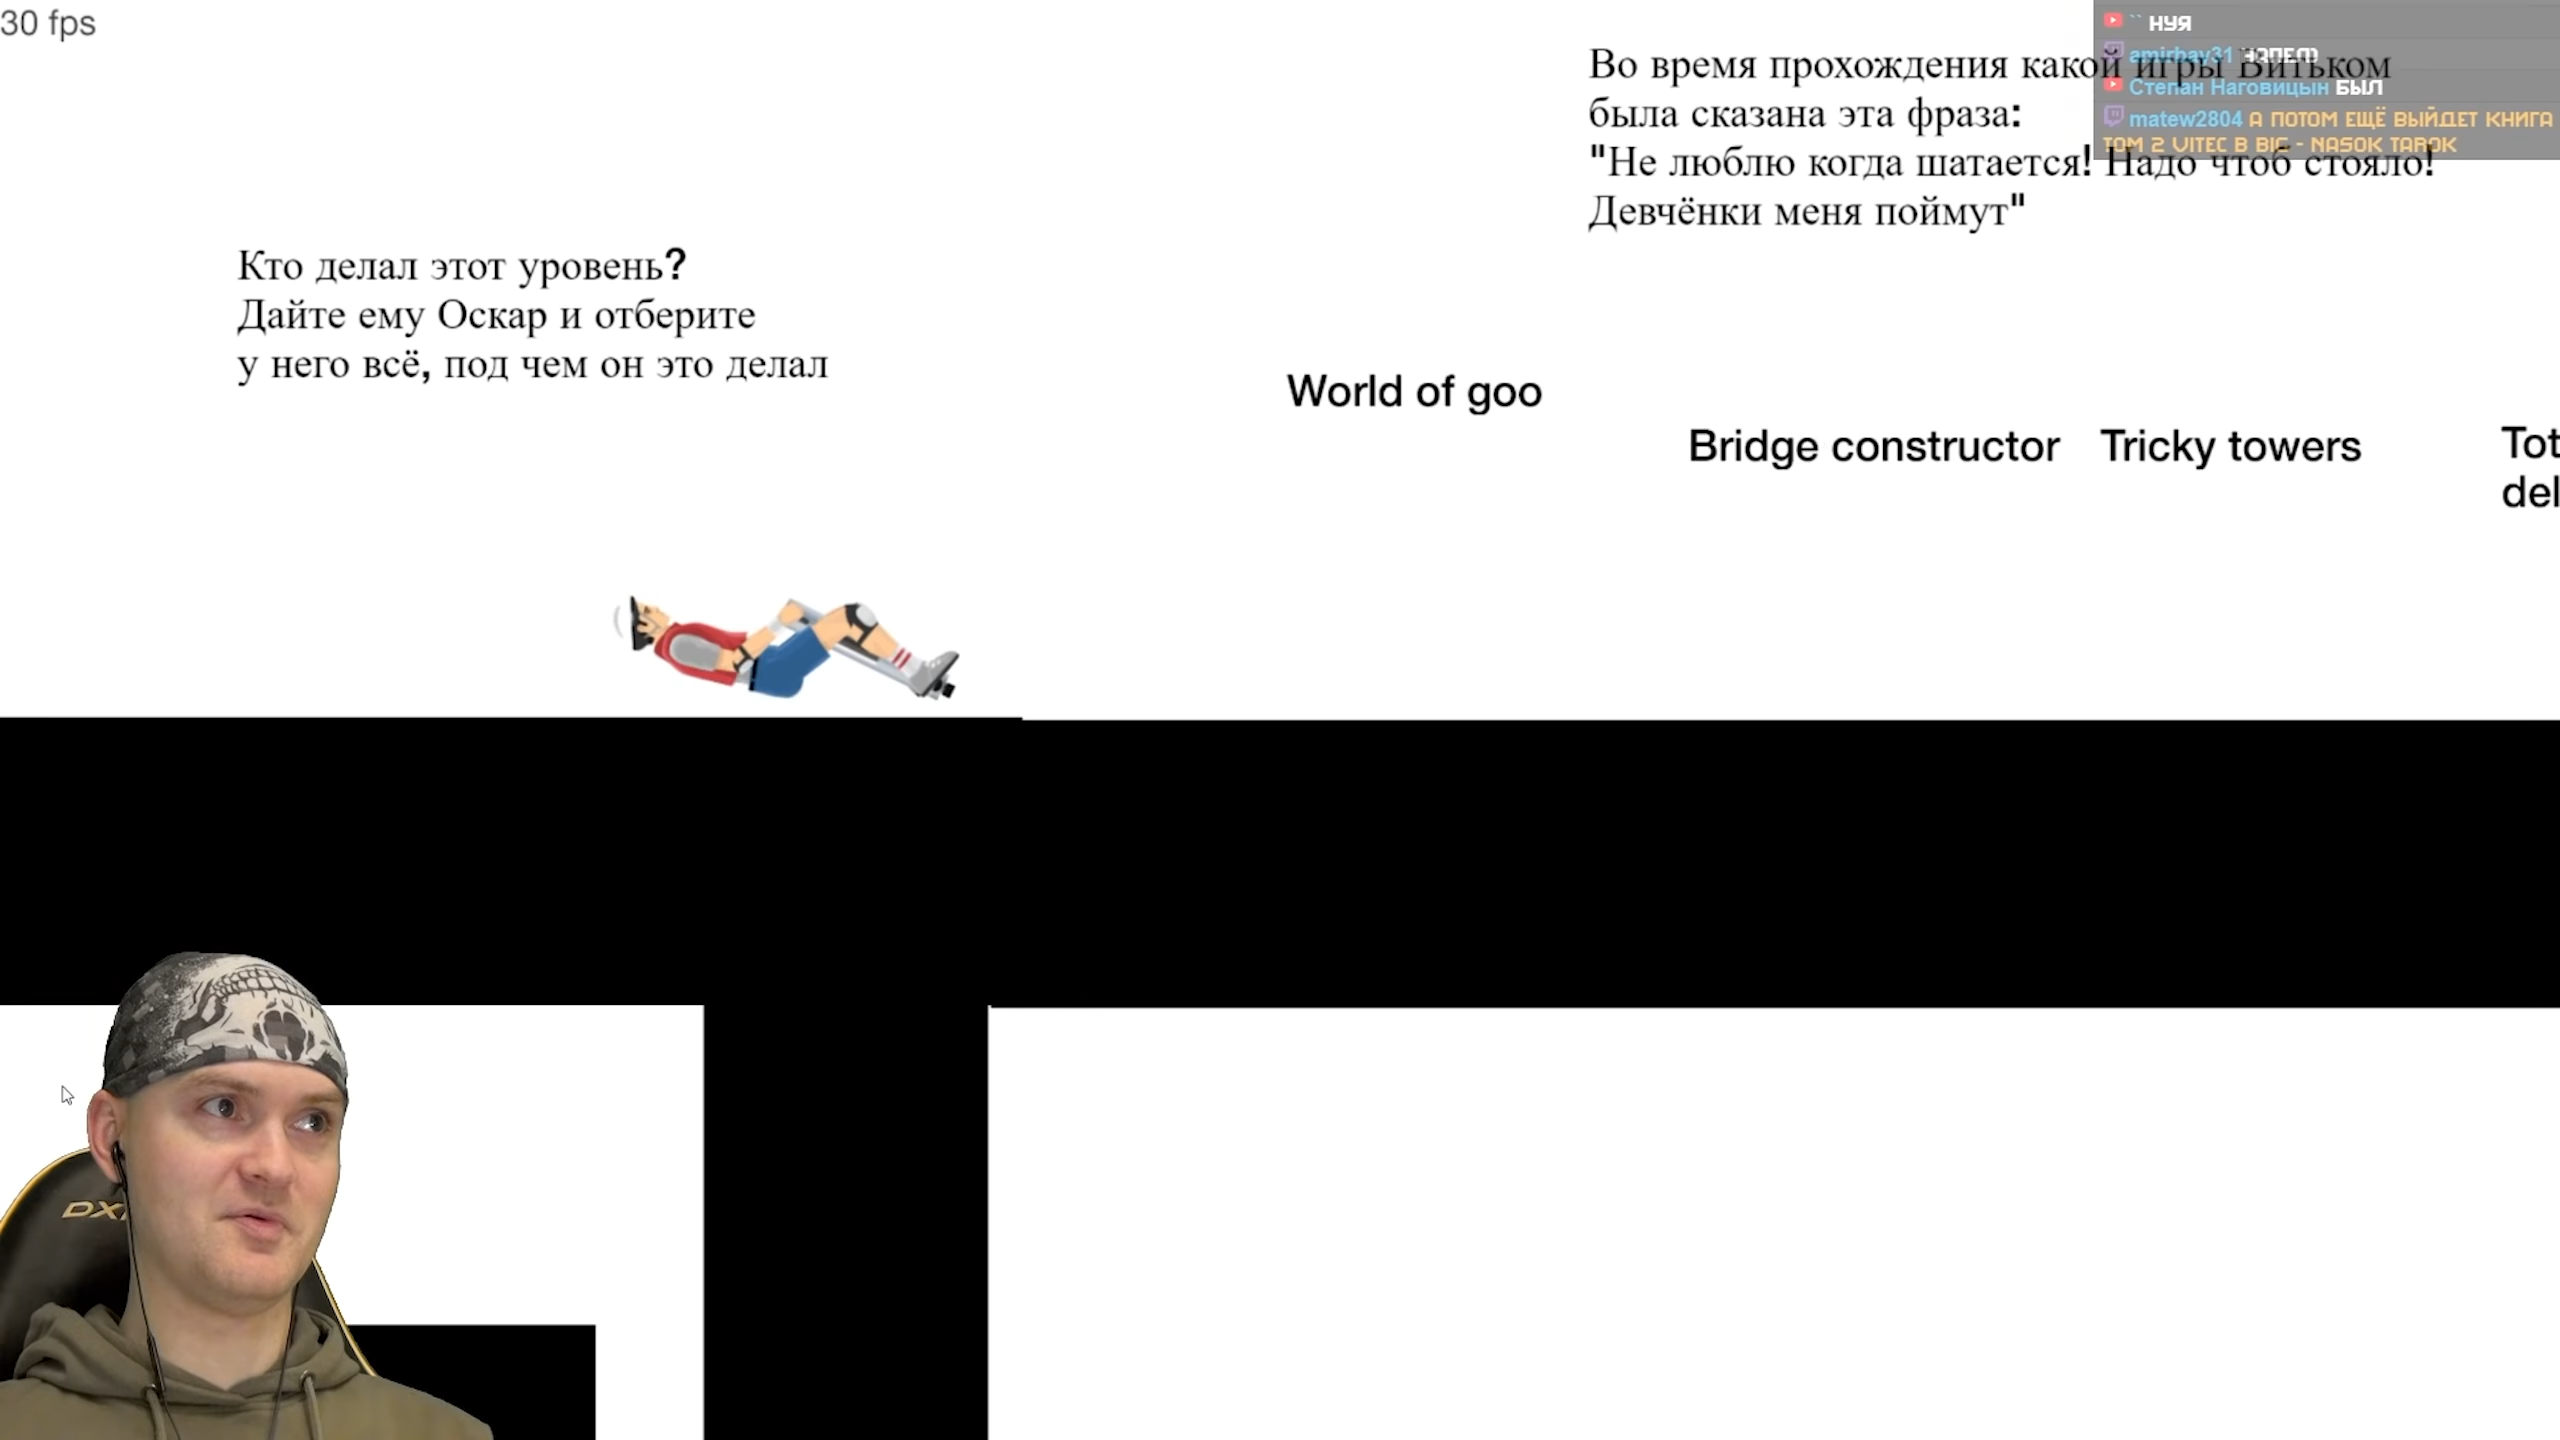 30 fps
`` НУЯ
amirbay31
Степан Наговицын БЫЛ
matew2804 А ПОТОМ ЕЩЁ ВЫЙДЕТ КНИГА
ТОМ 2 VITEC В BIG - NASOK TAROK
Во время прохождения какой игры Витьком
была сказана эта фраза:
"Не люблю когда шатается! Надо чтоб стояло!
Девчёнки меня поймут"
Кто делал этот уровень?
Дайте ему Оскар и отберите
у него всё, под чем он это делал
World of goo
Bridge constructor
Tricky towers
Tot
del